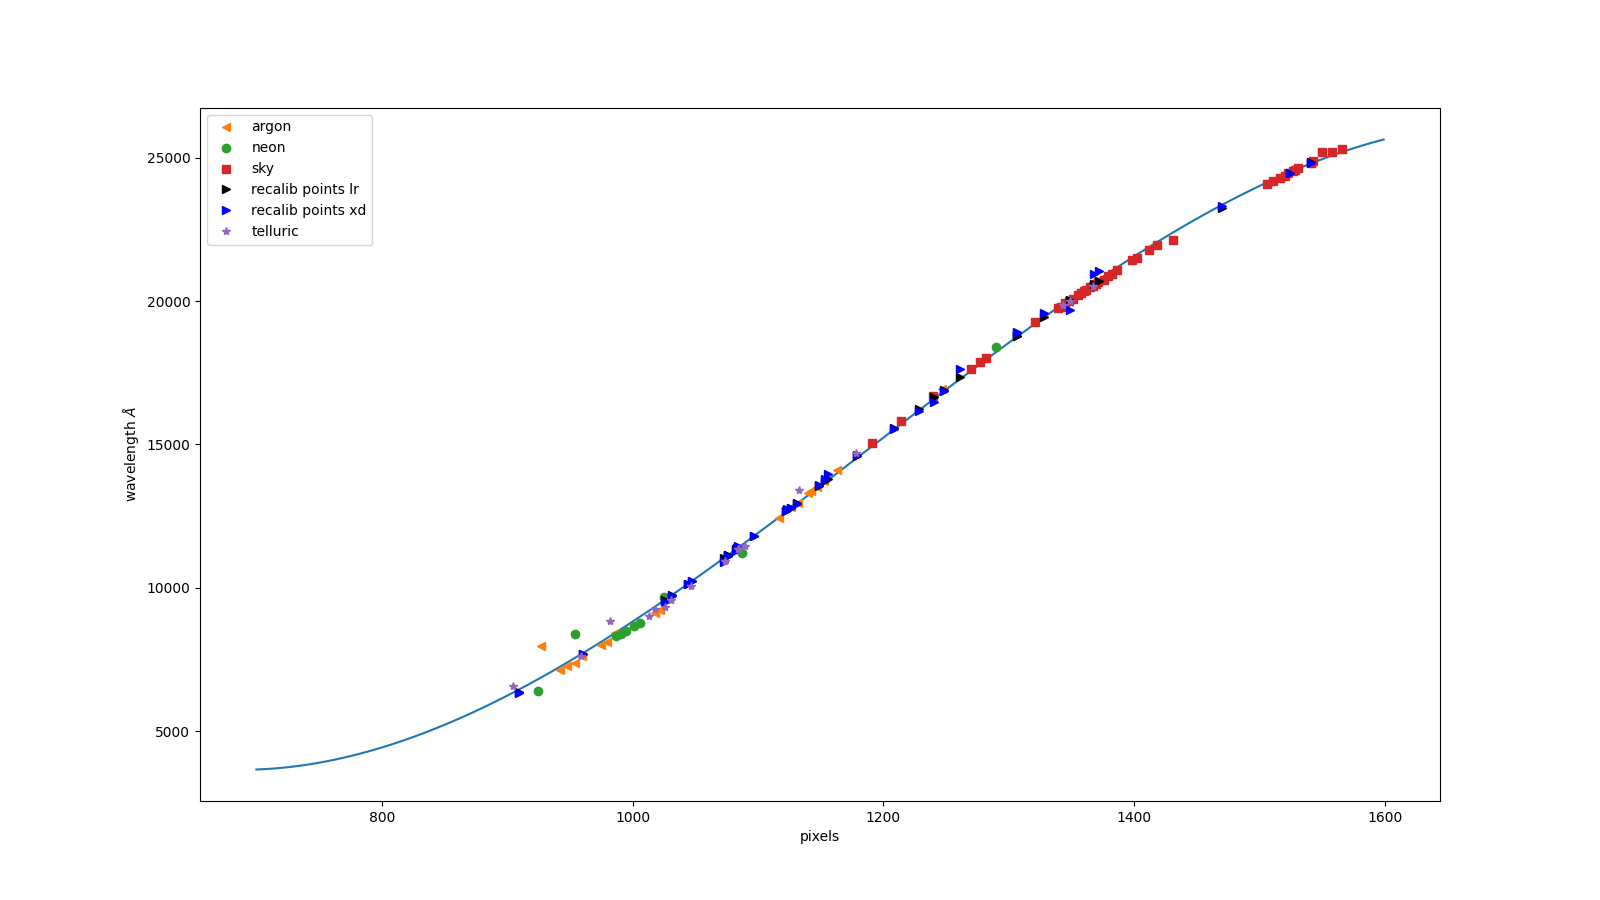 argon
neon
sky
recalib points lr
recalib points xd
telluric
25000
20000
15000
10000
5000
wavelength Å
800
1000
1200
1400
1600
pixels